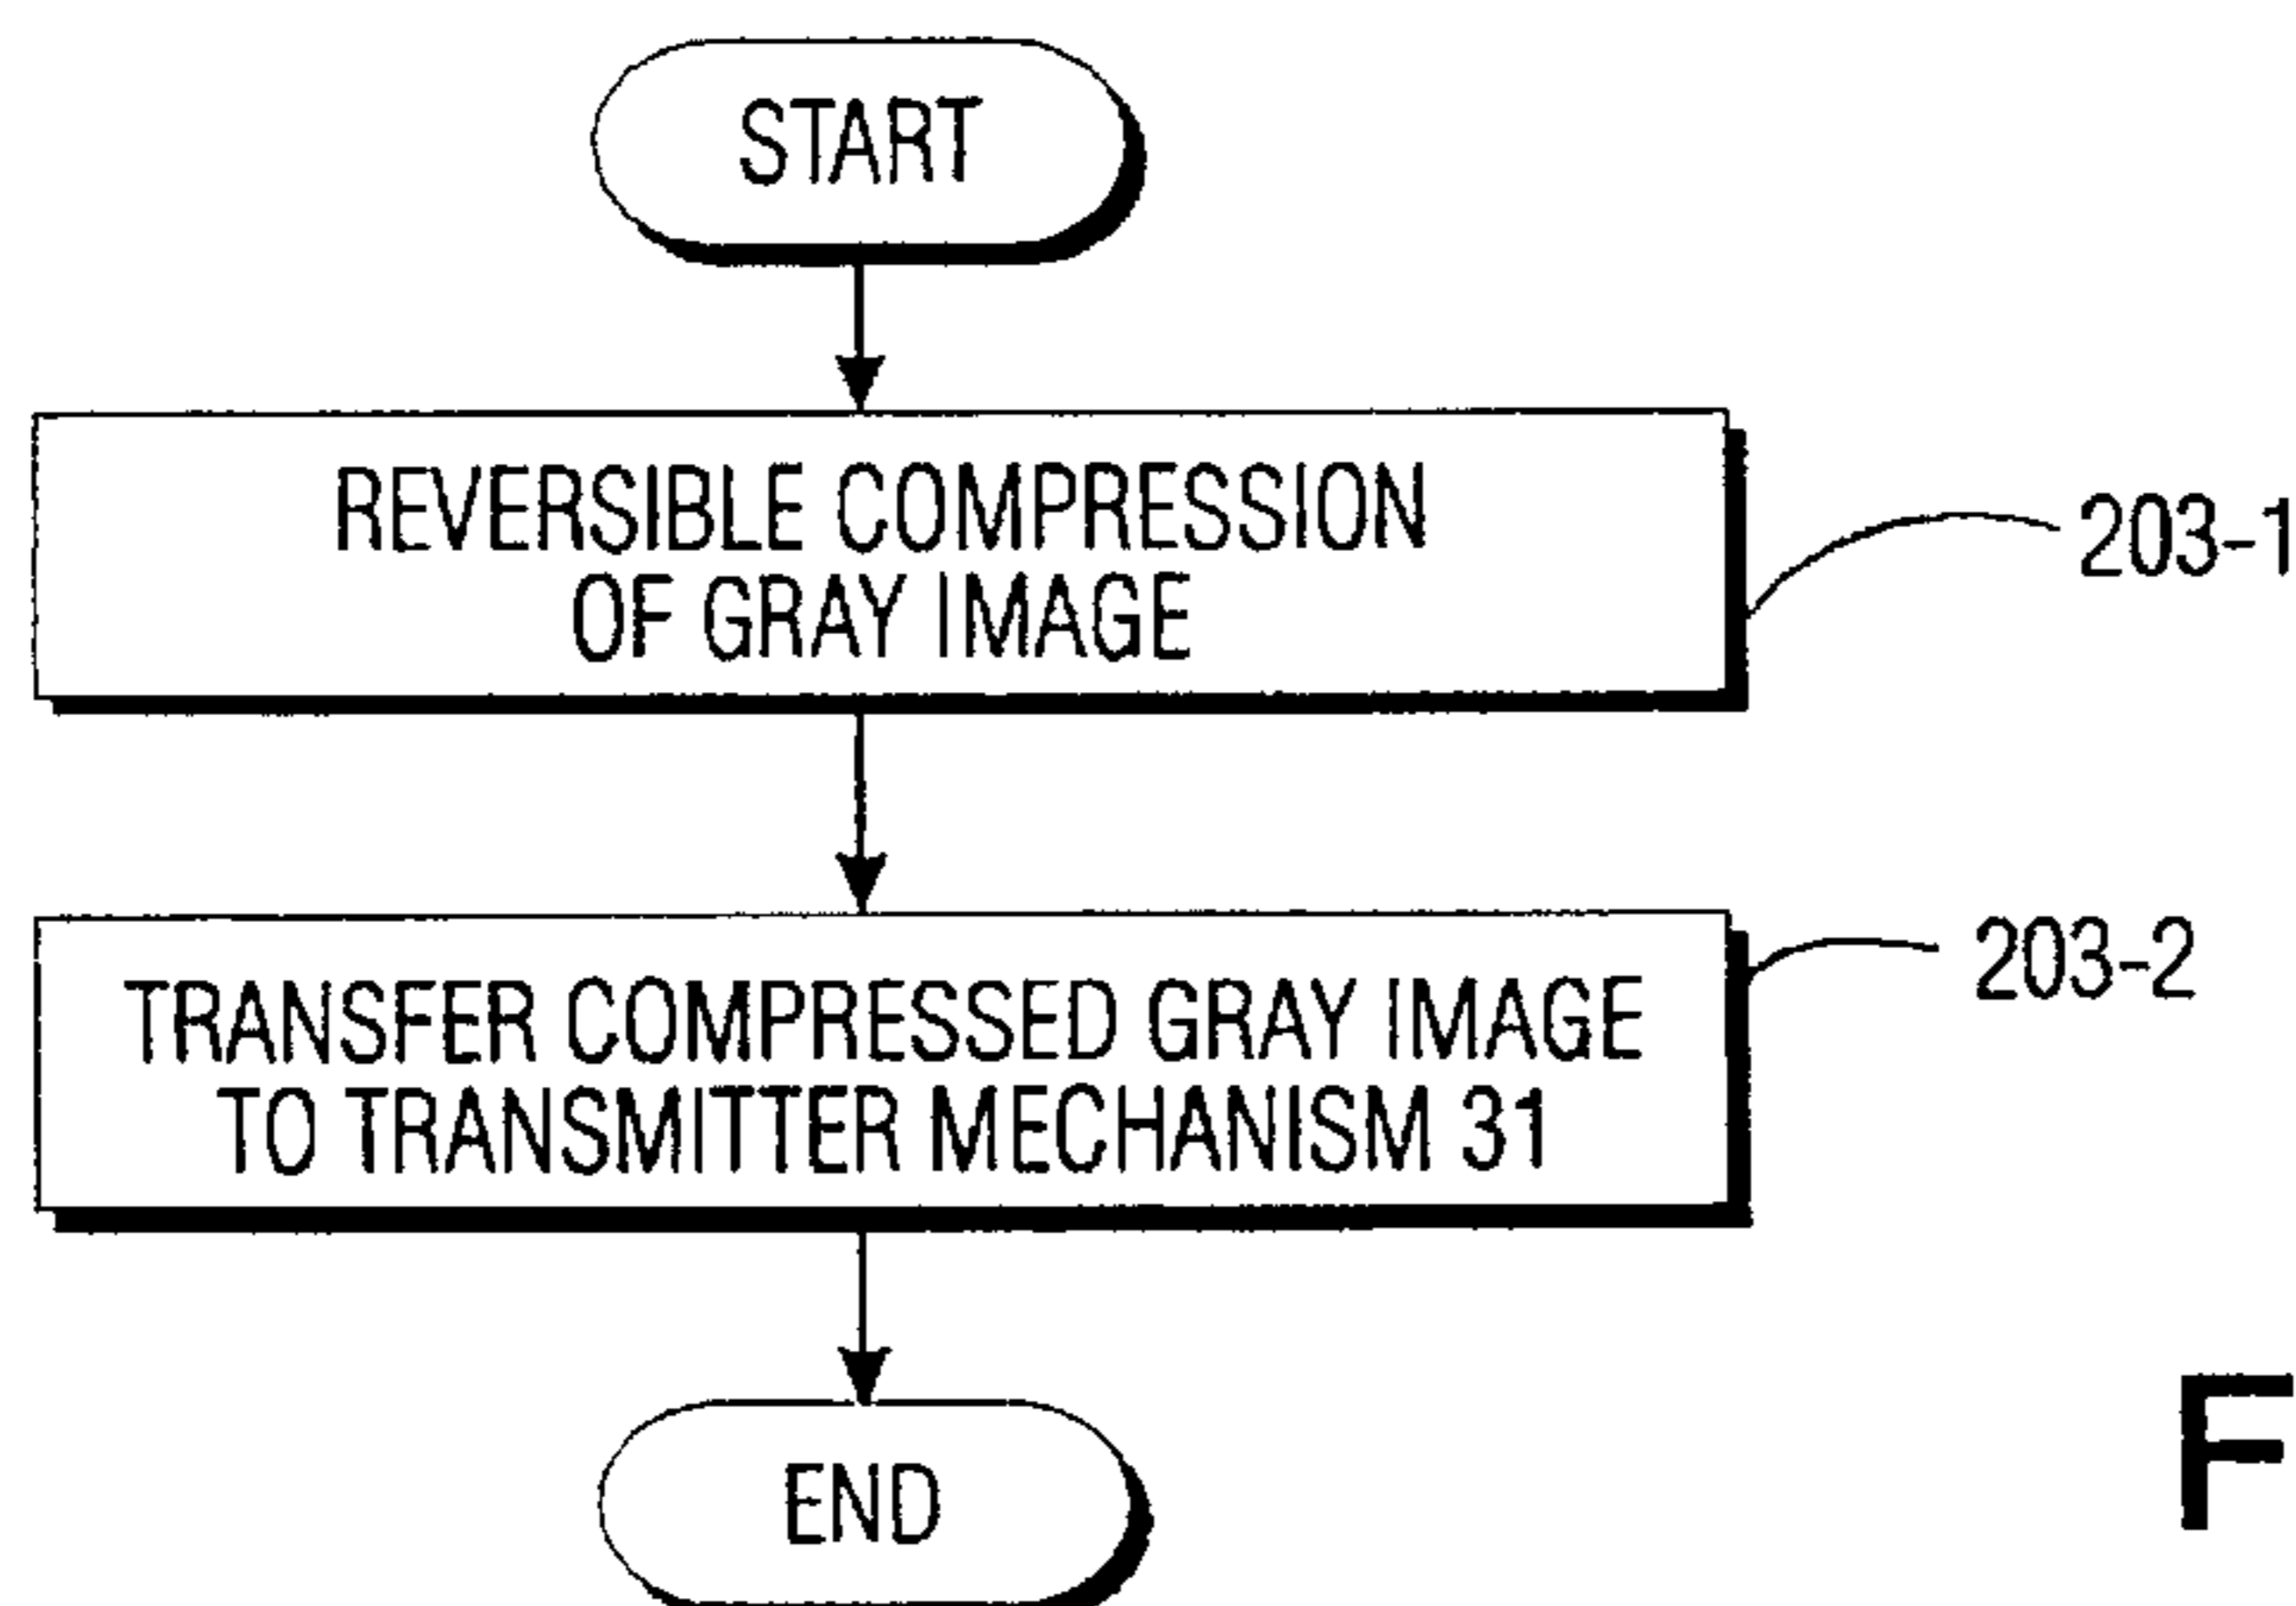 START
REVERSIBLE COMPRESSION
OF GRAY IMAGE
203-1
TRANSFER COMPRESSED GRAY IMAGE
TO TRANSMITTER MECHANISM 31
203-2
END
F